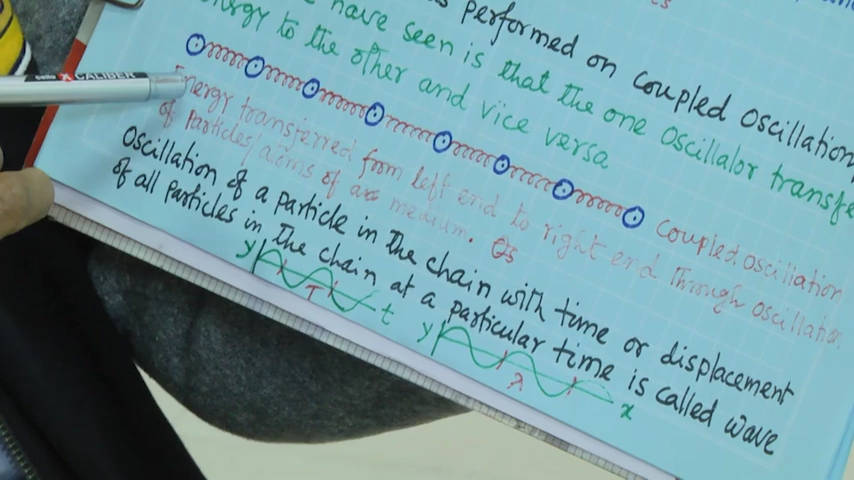 performed on coupled oscillation
have seen is that the one oscillator transfe
energy to the other and vice versa
coupled oscillation
Energy transferred from left end to right end through oscillation
of particles/atoms of medium.
Oscillation of a particle in the chain with time or displacement
of all particles in the chain at a particular time is called wave
y T t
y λ x
cello X CALIBER